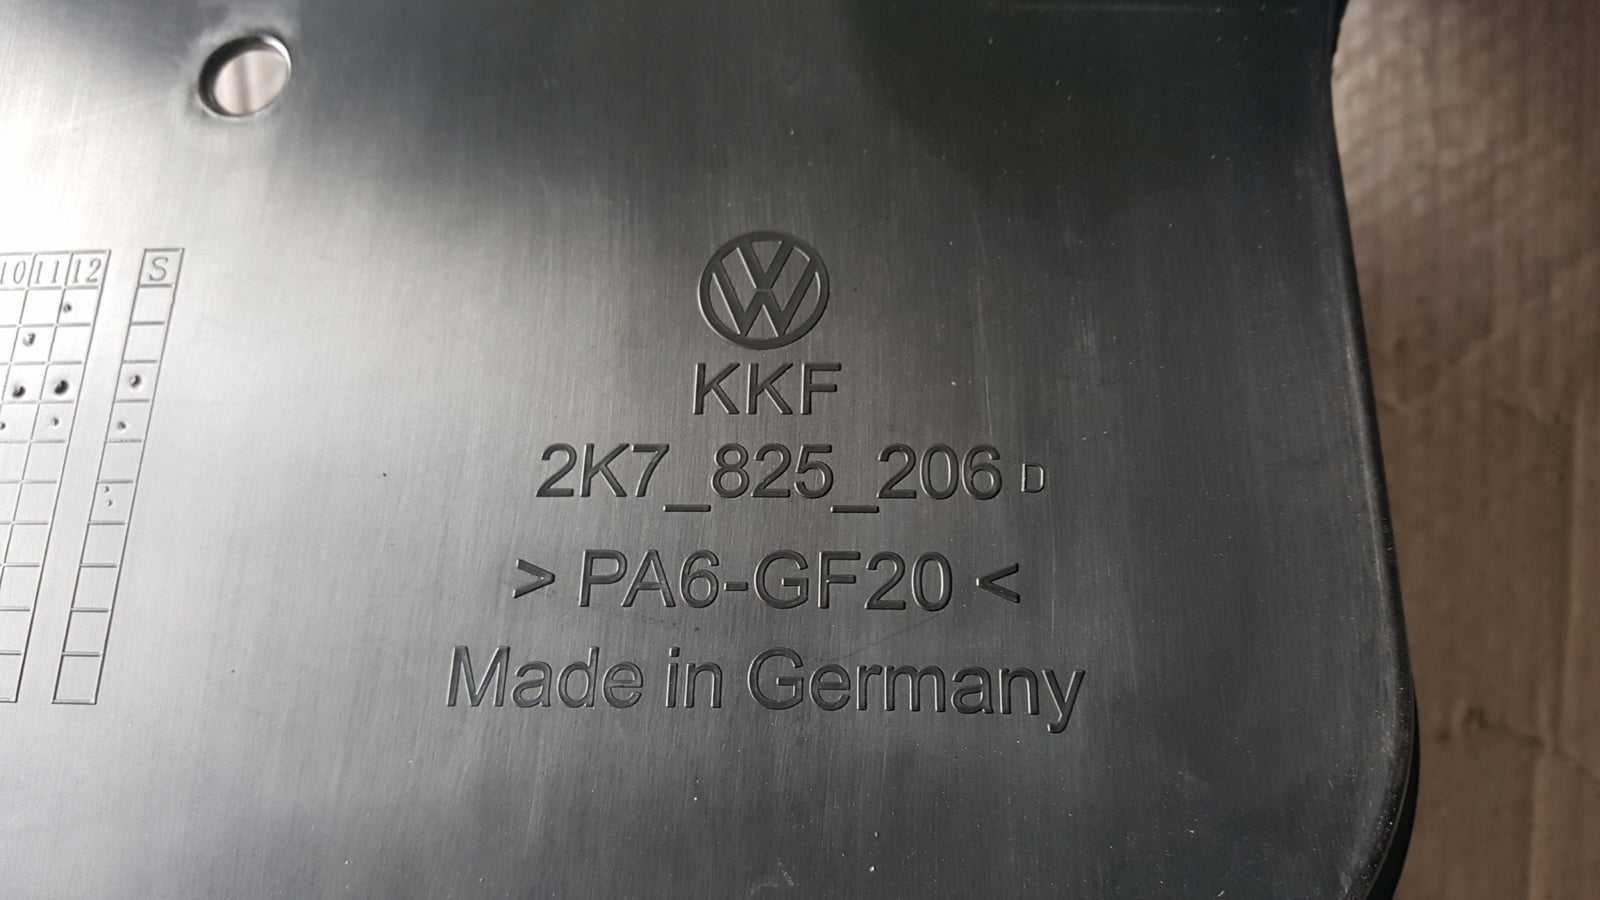 10 11 12 S
KKF
2K7_825_206 D
> PA6-GF20 <
Made in Germany